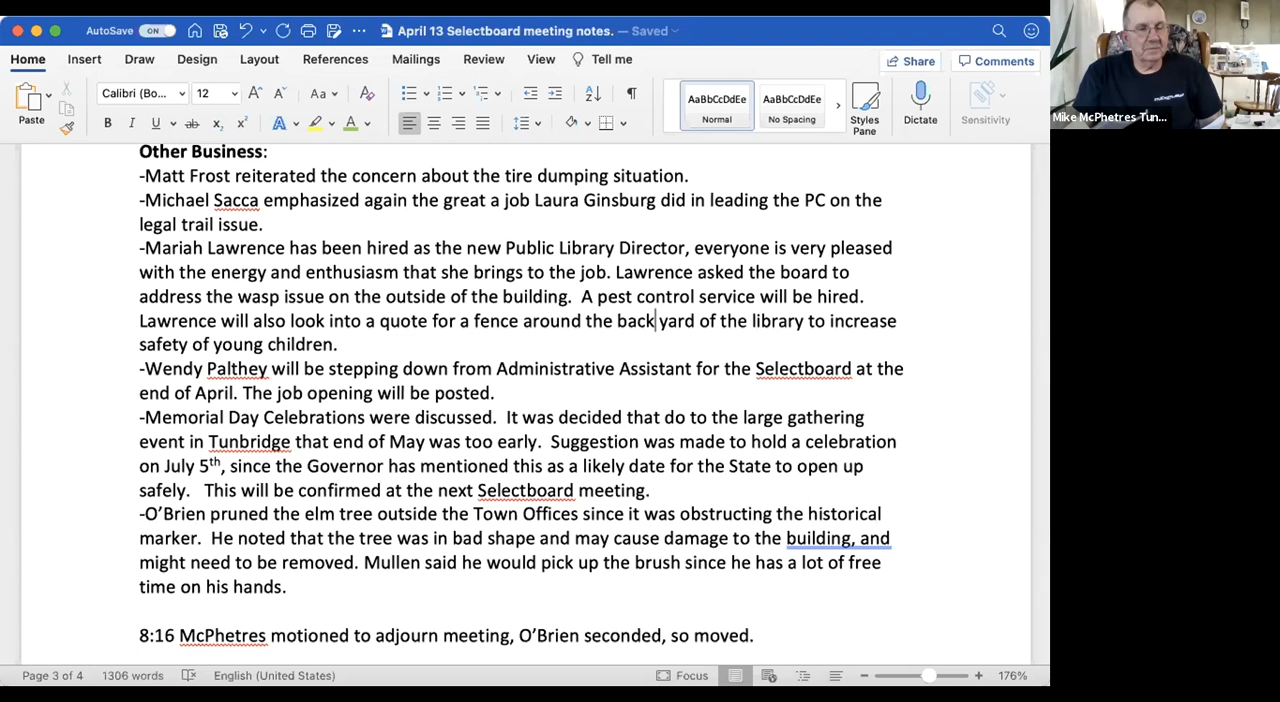 AutoSave ON April 13 Selectboard meeting notes. — Saved
Home Insert Draw Design Layout References Mailings Review View Tell me Share Comments
Paste Calibri (Bo... 12 Aa AaBbCcDdEe AaBbCcDdEe Normal No Spacing Styles Pane Dictate Sensitivity
B I U ab x₂ x² A A
Mike McPhetres Tun...
Other Business:
-Matt Frost reiterated the concern about the tire dumping situation.
-Michael Sacca emphasized again the great a job Laura Ginsburg did in leading the PC on the
legal trail issue.
-Mariah Lawrence has been hired as the new Public Library Director, everyone is very pleased
with the energy and enthusiasm that she brings to the job. Lawrence asked the board to
address the wasp issue on the outside of the building.  A pest control service will be hired.
Lawrence will also look into a quote for a fence around the back yard of the library to increase
safety of young children.
-Wendy Palthey will be stepping down from Administrative Assistant for the Selectboard at the
end of April. The job opening will be posted.
-Memorial Day Celebrations were discussed.  It was decided that do to the large gathering
event in Tunbridge that end of May was too early.  Suggestion was made to hold a celebration
on July 5th, since the Governor has mentioned this as a likely date for the State to open up
safely.   This will be confirmed at the next Selectboard meeting.
-O’Brien pruned the elm tree outside the Town Offices since it was obstructing the historical
marker.  He noted that the tree was in bad shape and may cause damage to the building, and
might need to be removed. Mullen said he would pick up the brush since he has a lot of free
time on his hands.
8:16 McPhetres motioned to adjourn meeting, O’Brien seconded, so moved.
Page 3 of 4 1306 words English (United States) Focus 176%